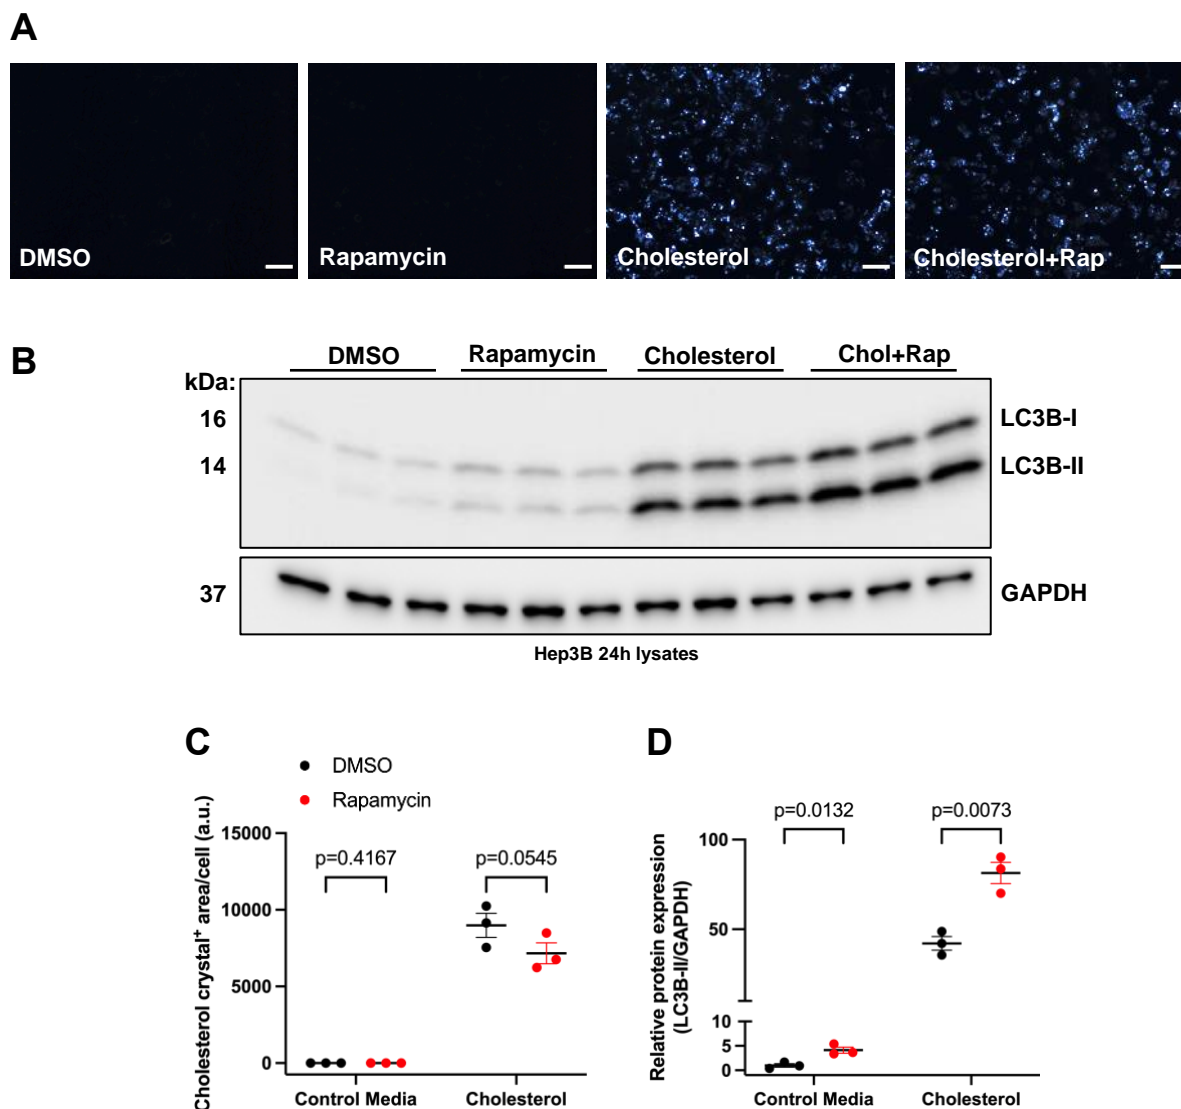 A
DMSO
Rapamycin
Cholesterol
Cholesterol+Rap
B
DMSO
Rapamycin
Cholesterol
Chol+Rap
kDa:
16
LC3B-I
14
LC3B-II
37
GAPDH
Hep3B 24h lysates
C
DMSO
Rapamycin
Cholesterol crystal⁺ area/cell (a.u.)
15000
10000
5000
0
p=0.4167
p=0.0545
Control Media
Cholesterol
D
Relative protein expression
(LC3B-II/GAPDH)
100
50
10
5
0
p=0.0132
p=0.0073
Control Media
Cholesterol